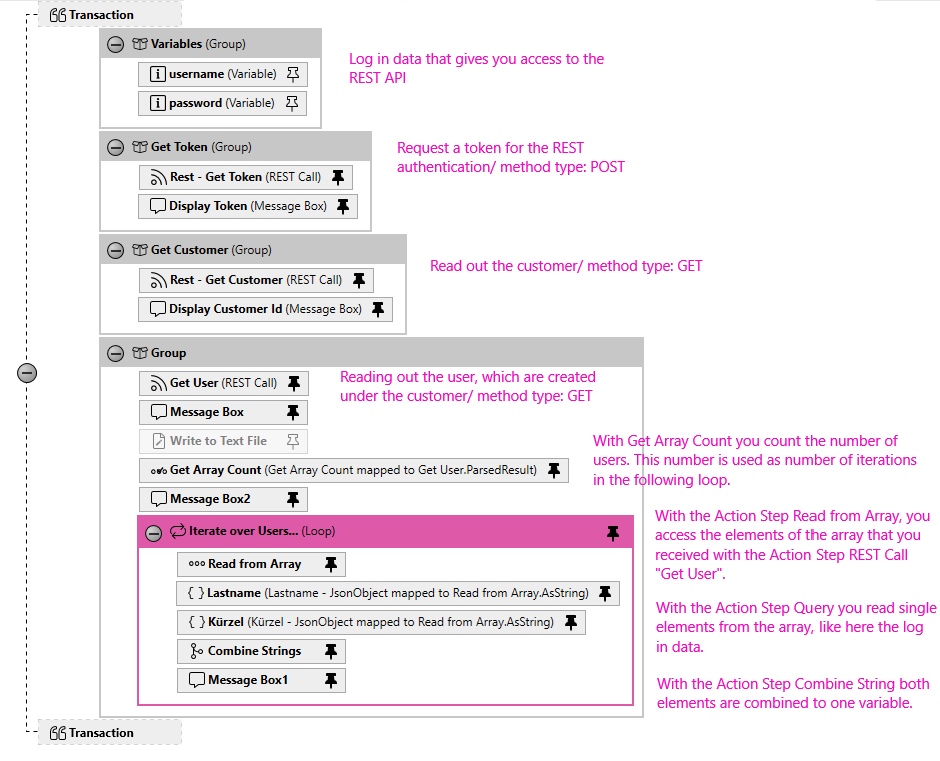 Transaction
Variables (Group)
username (Variable)
password (Variable)
Log in data that gives you access to the
REST API
Get Token (Group)
Rest - Get Token (REST Call)
Display Token (Message Box)
Request a token for the REST
authentication/ method type: POST
Get Customer (Group)
Rest - Get Customer (REST Call)
Display Customer Id (Message Box)
Read out the customer/ method type: GET
Group
Get User (REST Call)
Message Box
Write to Text File
Get Array Count (Get Array Count mapped to Get User.ParsedResult)
Message Box2
Reading out the user, which are created
under the customer/ method type: GET
With Get Array Count you count the number of
users. This number is used as number of iterations
in the following loop.
Iterate over Users... (Loop)
Read from Array
Lastname (Lastname - JsonObject mapped to Read from Array.AsString)
Kürzel (Kürzel - JsonObject mapped to Read from Array.AsString)
Combine Strings
Message Box1
With the Action Step Read from Array, you
access the elements of the array that you
received with the Action Step REST Call
"Get User".
With the Action Step Query you read single
elements from the array, like here the log
in data.
With the Action Step Combine String both
elements are combined to one variable.
Transaction